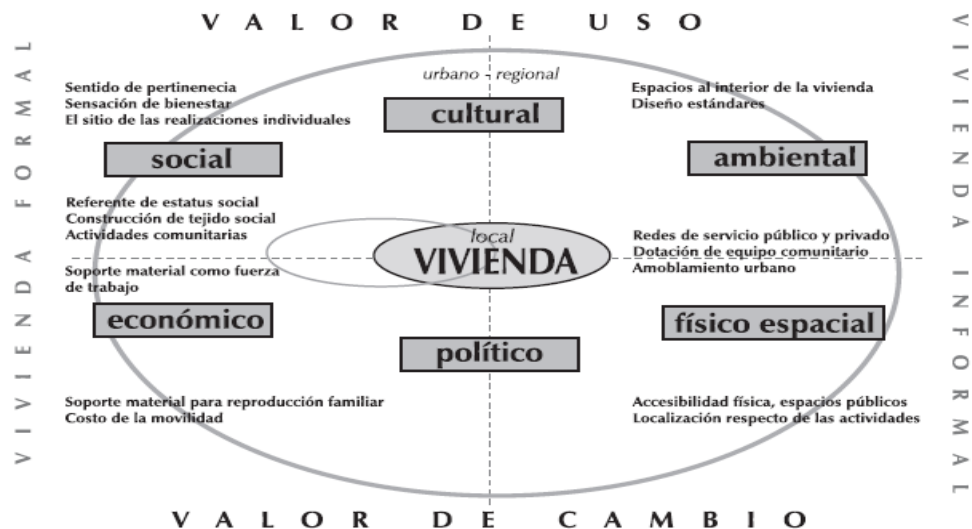 VALOR DE USO
VIVIENDA FORMAL
VIVIENDA INFORMAL
urbano - regional
cultural
Sentido de pertinenecia
Sensación de bienestar
El sitio de las realizaciones individuales
social
Referente de estatus social
Construcción de tejido social
Actividades comunitarias
Espacios al interior de la vivienda
Diseño estándares
ambiental
Redes de servicio público y privado
Dotación de equipo comunitario
Amoblamiento urbano
local
VIVIENDA
Soporte material como fuerza
de trabajo
económico
político
físico espacial
Soporte material para reproducción familiar
Costo de la movilidad
Accesibilidad física, espacios públicos
Localización respecto de las actividades
VALOR DE CAMBIO